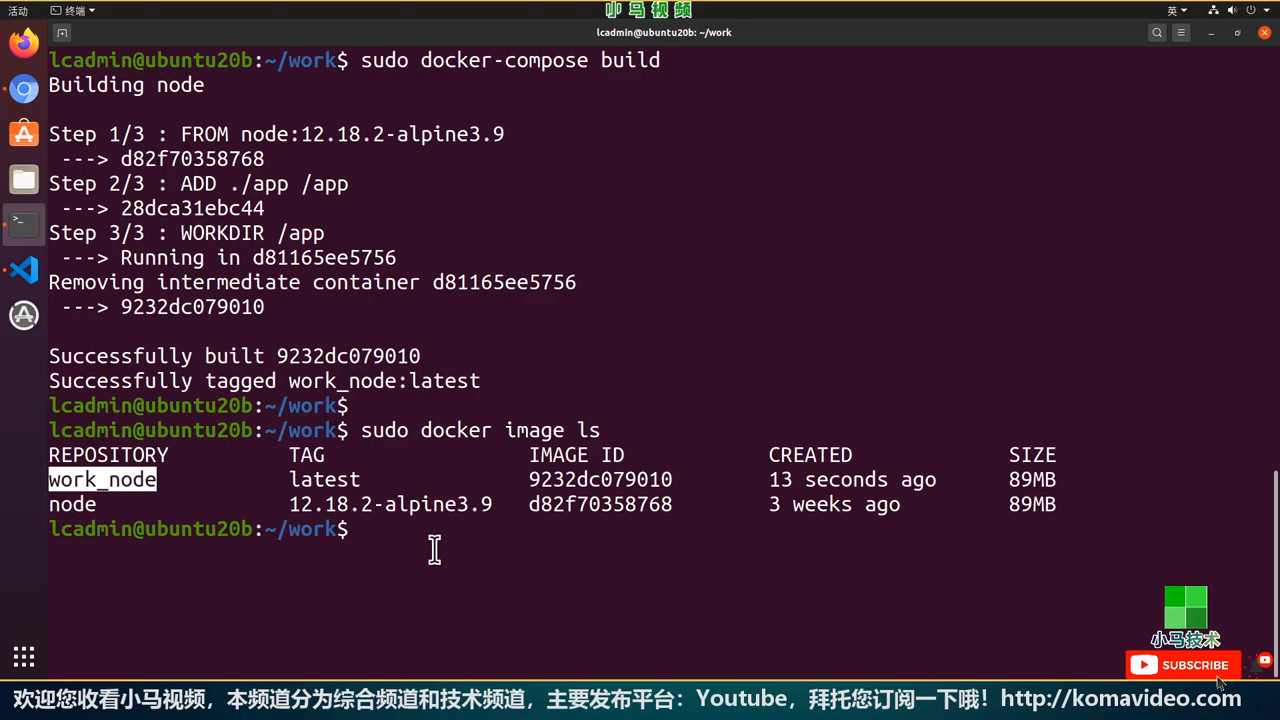 活动
终端
小马视频
英
lcadmin@ubuntu20b: ~/work
lcadmin@ubuntu20b:~/work$ sudo docker-compose build
Building node
Step 1/3 : FROM node:12.18.2-alpine3.9
---> d82f70358768
Step 2/3 : ADD ./app /app
---> 28dca31ebc44
Step 3/3 : WORKDIR /app
---> Running in d81165ee5756
Removing intermediate container d81165ee5756
---> 9232dc079010
Successfully built 9232dc079010
Successfully tagged work_node:latest
lcadmin@ubuntu20b:~/work$
lcadmin@ubuntu20b:~/work$ sudo docker image ls
REPOSITORY TAG IMAGE ID CREATED SIZE
work_node latest 9232dc079010 13 seconds ago 89MB
node 12.18.2-alpine3.9 d82f70358768 3 weeks ago 89MB
lcadmin@ubuntu20b:~/work$
小马技术
SUBSCRIBE
欢迎您收看小马视频，本频道分为综合频道和技术频道，主要发布平台：Youtube，拜托您订阅一下哦！http://komavideo.com